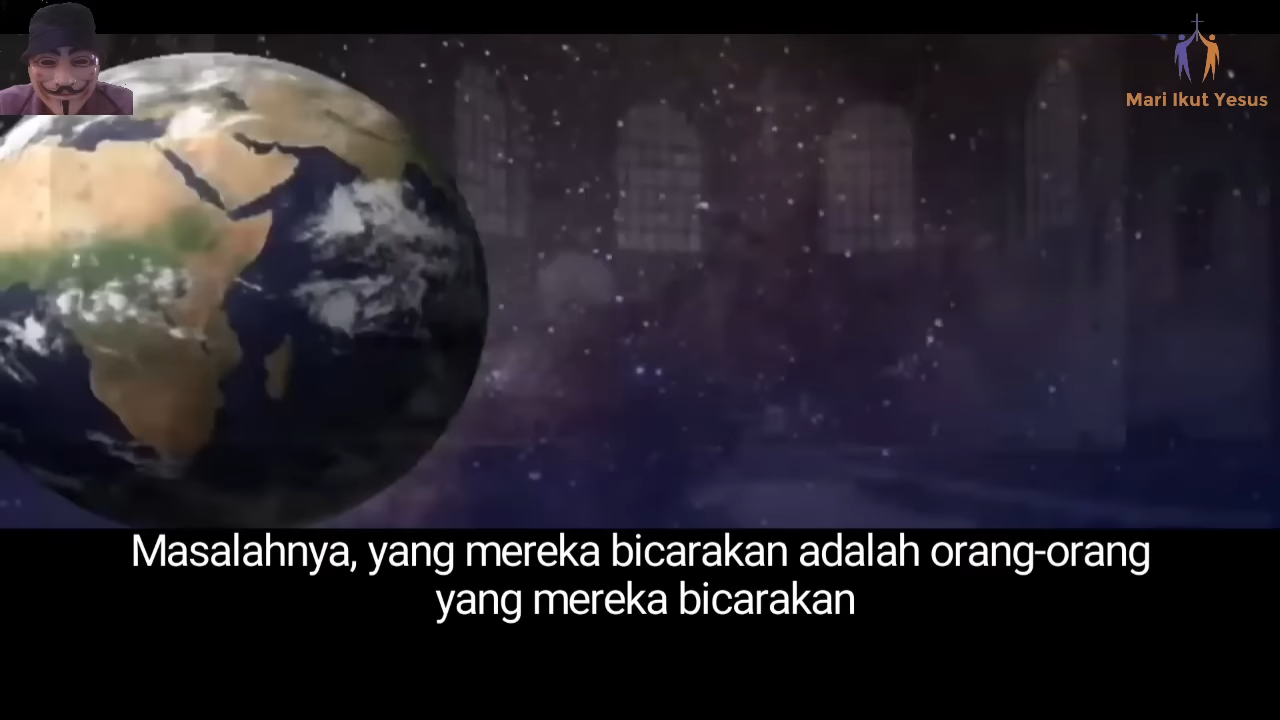 Mari Ikut Yesus
Masalahnya, yang mereka bicarakan adalah orang-orang
yang mereka bicarakan